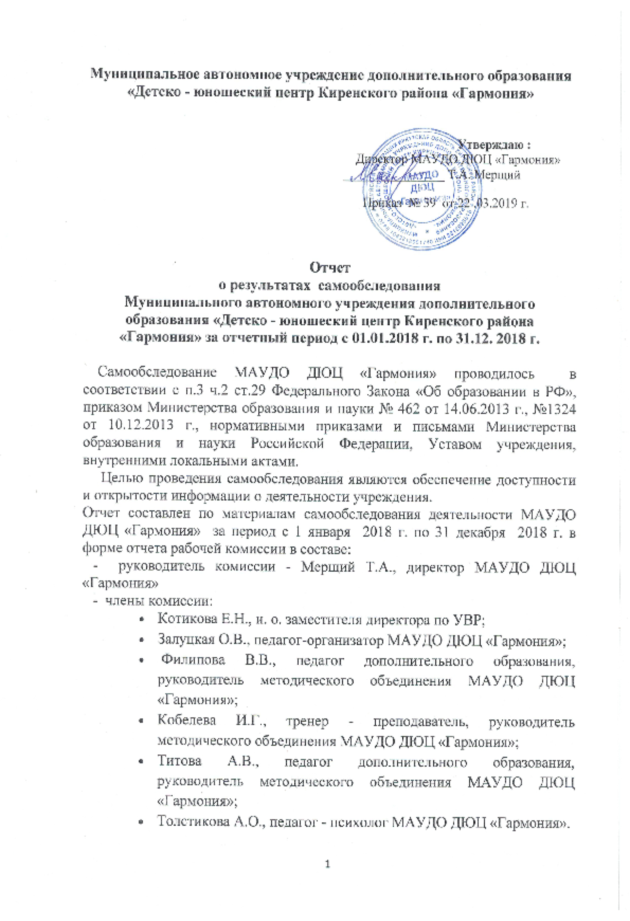 Муниципальное автономное учреждение дополнительного образования
«Детско - юношеский центр Киренского района «Гармония»
Утверждаю :
Директор МАУДО ДЮЦ «Гармония»
Т.А. Мерщий
МАУДО
ДЮЦ
Приказ № 39 от 22 .03.2019 г.
Отчет
о результатах самообследования
Муниципального автономного учреждения дополнительного
образования «Детско - юношеский центр Киренского района
«Гармония» за отчетный период с 01.01.2018 г. по 31.12. 2018 г.
Самообследование МАУДО ДЮЦ «Гармония» проводилось в
соответствии с п.3 ч.2 ст.29 Федерального Закона «Об образовании в РФ»,
приказом Министерства образования и науки № 462 от 14.06.2013 г., №1324
от 10.12.2013 г., нормативными приказами и письмами Министерства
образования и науки Российской Федерации, Уставом учреждения,
внутренними локальными актами.
Целью проведения самообследования являются обеспечение доступности
и открытости информации о деятельности учреждения.
Отчет составлен по материалам самообследования деятельности МАУДО
ДЮЦ «Гармония» за период с 1 января 2018 г. по 31 декабря 2018 г. в
форме отчета рабочей комиссии в составе:
- руководитель комиссии - Мерщий Т.А., директор МАУДО ДЮЦ
«Гармония»
- члены комиссии:
• Котикова Е.Н., и. о. заместителя директора по УВР;
• Залуцкая О.В., педагог-организатор МАУДО ДЮЦ «Гармония»;
• Филипова В.В., педагог дополнительного образования,
руководитель методического объединения МАУДО ДЮЦ
«Гармония»;
• Кобелева И.Г., тренер - преподаватель, руководитель
методического объединения МАУДО ДЮЦ «Гармония»;
• Титова А.В., педагог дополнительного образования,
руководитель методического объединения МАУДО ДЮЦ
«Гармония»;
• Толстикова А.О., педагог - психолог МАУДО ДЮЦ «Гармония».
1